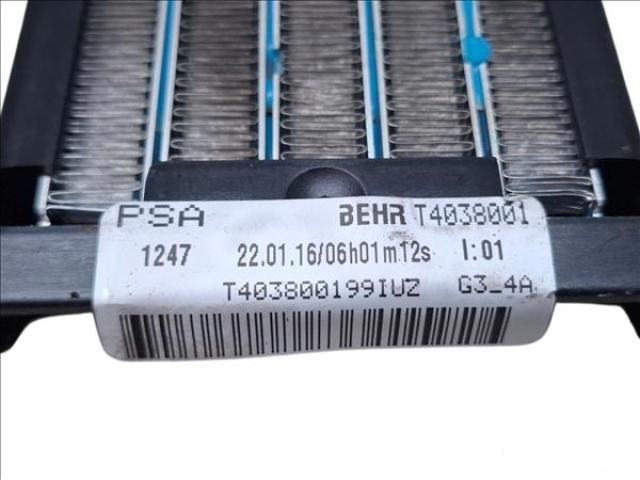 PSA BEHR T4038001
1247 22.01.16/06h01m12s I:01
T403800199IUZ G3_4A